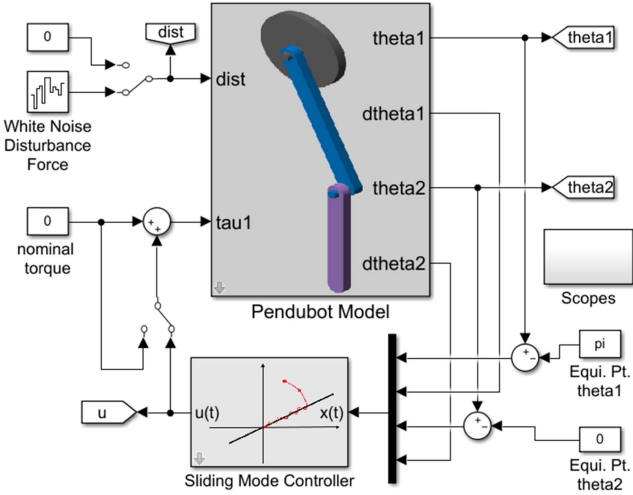 0
dist
theta1
theta1
dist
White Noise
Disturbance
Force
dtheta1
theta2
theta2
0
+
+
tau1
nominal
torque
dtheta2
Pendubot Model
Scopes
+
−
pi
Equi. Pt.
theta1
u
u(t)
x(t)
+
−
0
Sliding Mode Controller
Equi. Pt.
theta2